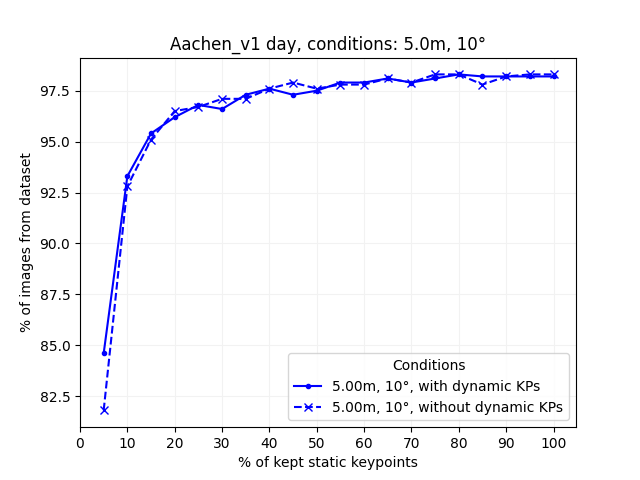 Aachen_v1 day, conditions: 5.0m, 10°
% of images from dataset
97.5
95.0
92.5
90.0
87.5
85.0
82.5
Conditions
5.00m, 10°, with dynamic KPs
5.00m, 10°, without dynamic KPs
0 10 20 30 40 50 60 70 80 90 100
% of kept static keypoints